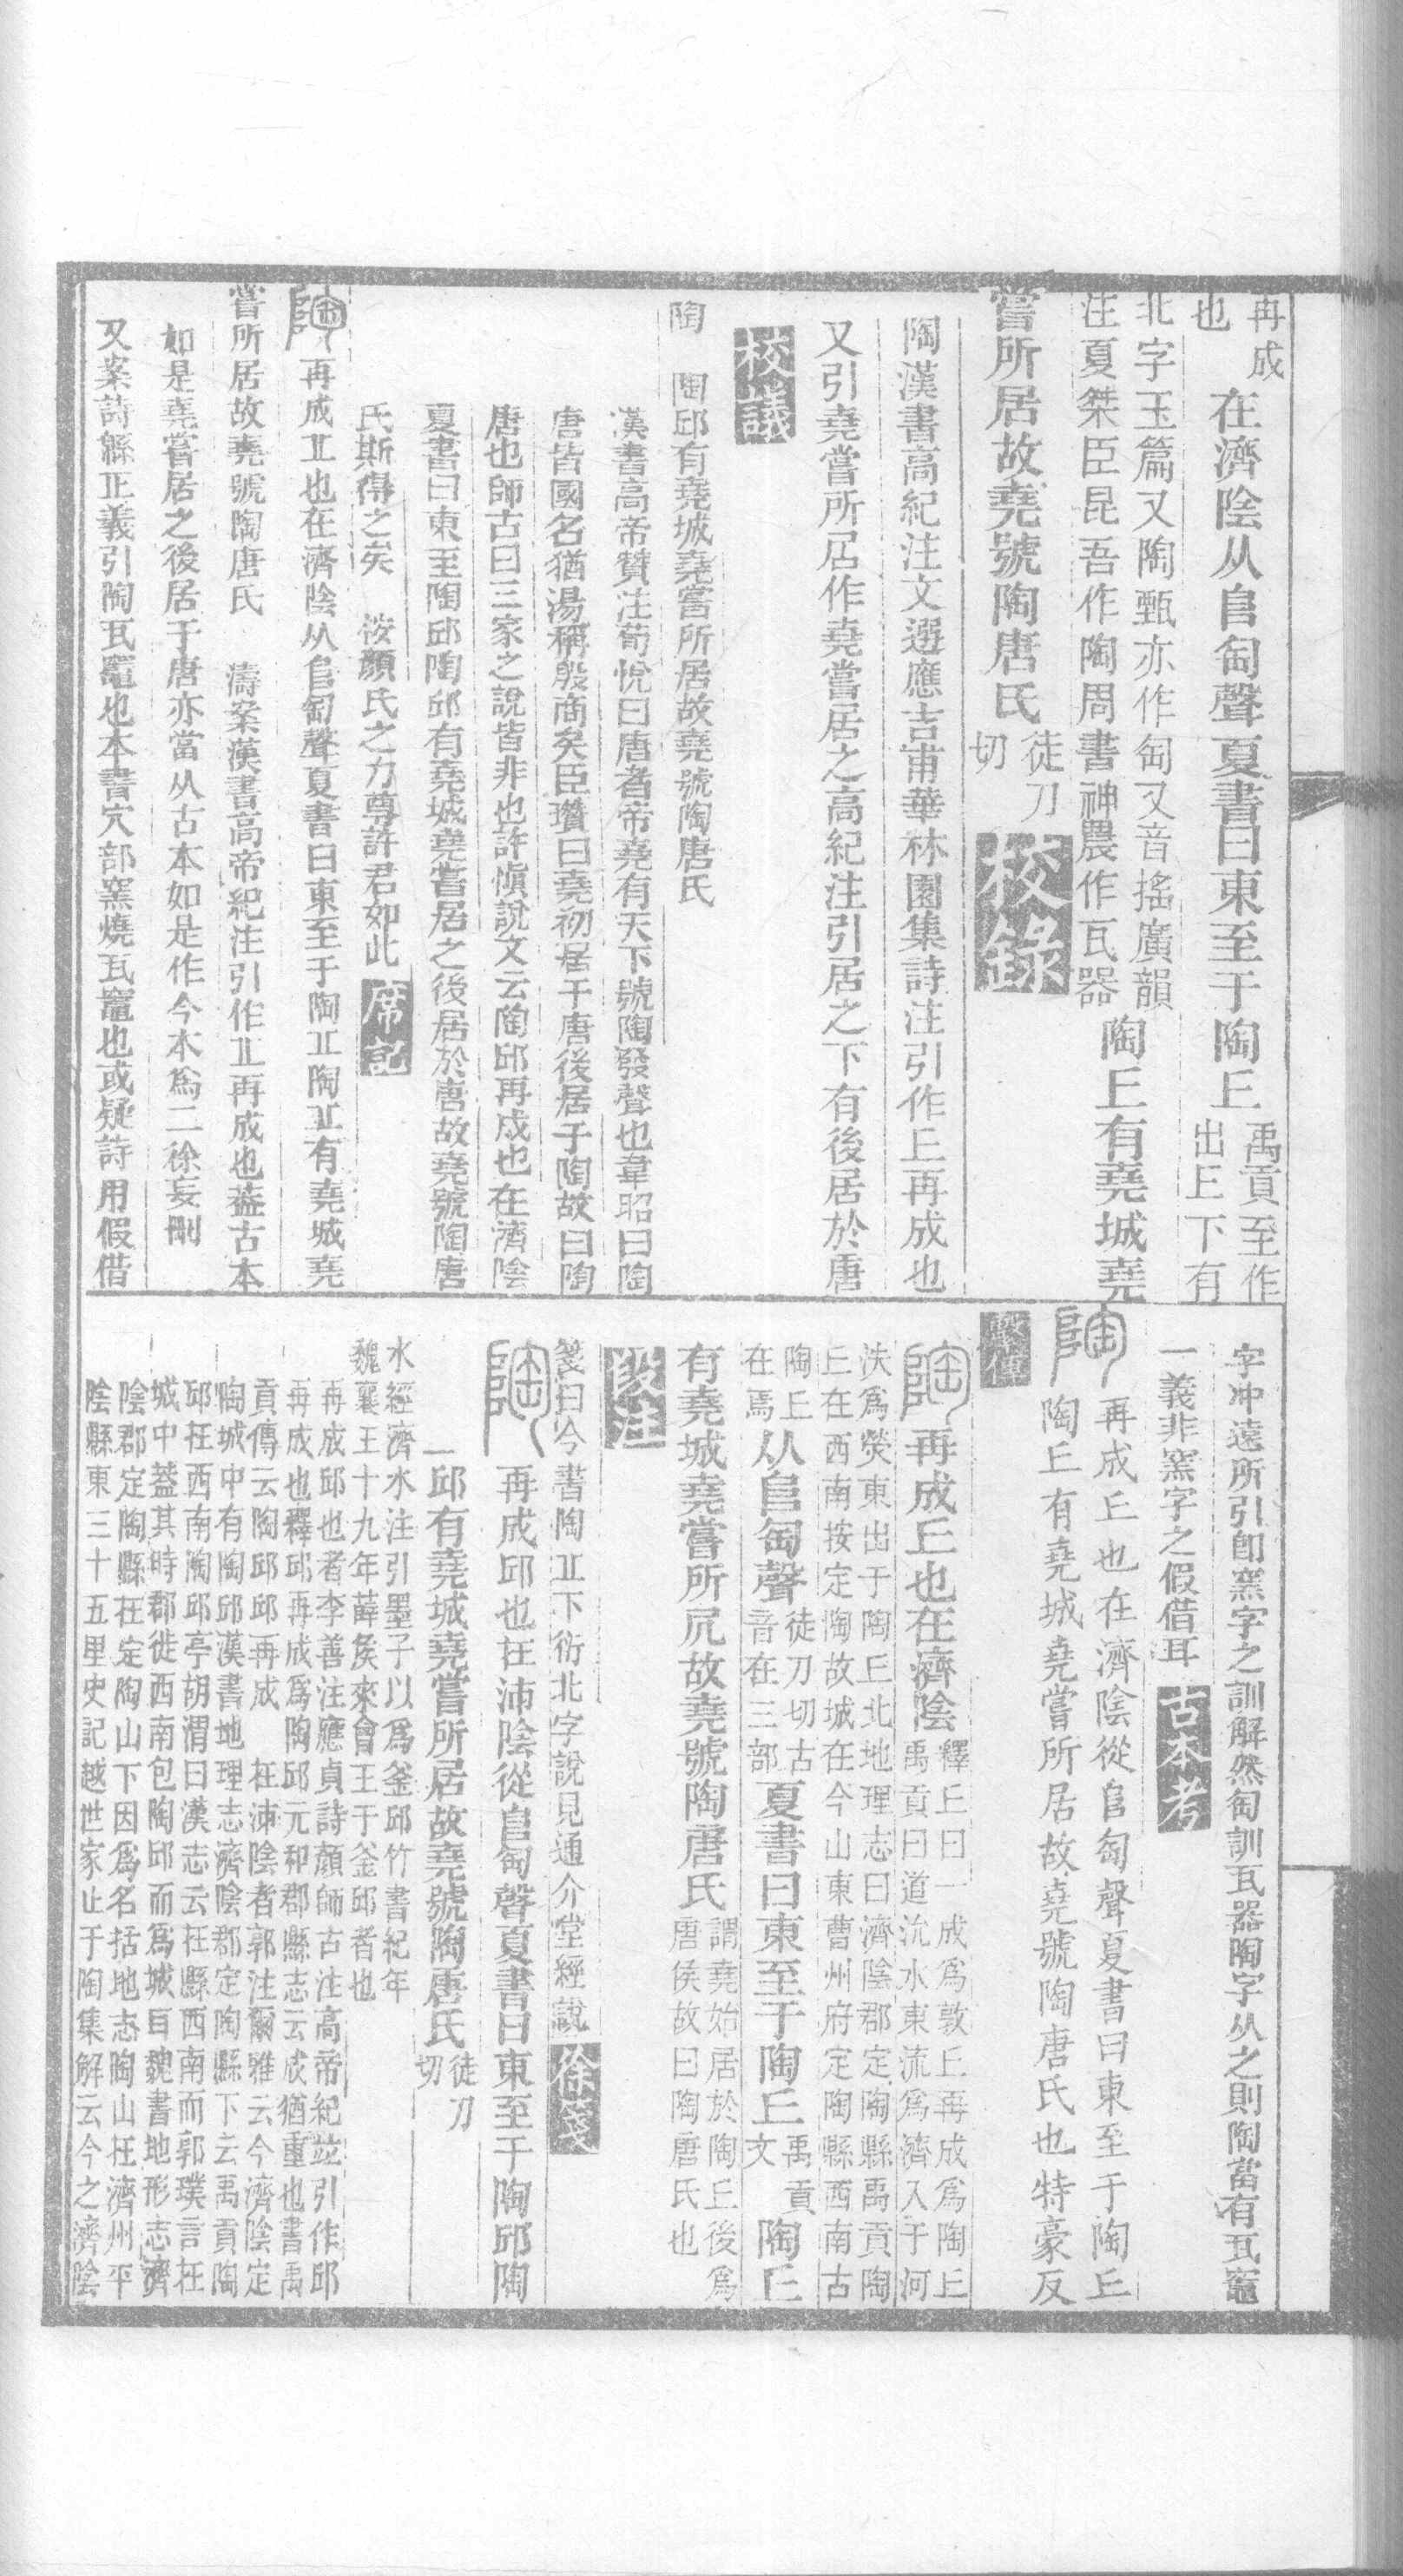 再成
也
在濟陰从𨸏匋聲夏書曰東至于陶丘
禹貢至作
出丘下有
北字玉篇又陶甄亦作匋又音搖廣韻
注夏桀臣昆吾作陶周書神農作瓦器
陶丘有堯城堯
嘗所居故堯號陶唐氏
徒刀
切
校錄
陶漢書高紀注文選應吉甫華林園集詩注引作丘再成也
又引堯嘗所凥作堯嘗居之高紀注引居之下有後居於唐
校議
陶 陶邱有堯城堯嘗所居故堯號陶唐氏
漢書高帝贊注荀悅曰唐者帝堯有天下號陶發聲也韋昭曰陶
唐皆國名猶湯稱殷商矣臣瓚曰堯初居于唐後居于陶故曰陶
唐也師古曰三家之說皆非也許愼說文云陶邱再成也在濟陰
夏書曰東至陶邱陶邱有堯城堯嘗居之後居於唐故堯號陶唐
氏斯得之矣 㳊顏氏之力尊許君如此
席記
陶再成丠也在濟陰从𨸏匋聲夏書曰東至于陶丠陶丠有堯城堯
嘗所居故堯號陶唐氏 濤案漢書高帝紀注引作丠再成也葢古本
如是堯嘗居之後居于唐亦當从古本如是作今本爲二徐妄刪
又案詩緜正義引陶瓦竈也本書穴部窯燒瓦竈也或疑詩用假借
字冲遠所引卽窯字之訓解然匋訓瓦器陶字从之則陶當有瓦竈
一義非窯字之假借耳
古本考
陶再成丘也在濟陰從𨸏匋聲夏書曰東至于陶丘
陶丘有堯城堯嘗所居故堯號陶唐氏也特豪反
繫傳
陶再成丘也在濟陰
釋丘曰一成爲敦丘再成爲陶丘
禹貢曰道沇水東流爲濟入于河
泆爲熒東出于陶丘北地理志曰濟陰郡定陶縣禹貢陶
丘在西南按定陶故城在今山東曹州府定陶縣西南古
陶丘
在焉
从𨸏匋聲
徒刀切古
音在三部
夏書曰東至于陶丘
禹貢
文
陶丘
有堯城堯嘗所凥故堯號陶唐氏
謂堯始居於陶丘後爲
唐侯故曰陶唐氏也
段注
箋曰今書陶丠下衍北字說見通介堂經說
徐箋
陶再成邱也在沛陰從𨸏匋聲夏書曰東至于陶邱陶
邱有堯城堯嘗所居故堯號陶唐氏
徒刀
切
水經濟水注引墨子以爲釜邱竹書紀年
魏襄王十九年薛矦來會王于釜邱者也
再成邱也者李善注應貞詩顏師古注高帝紀竝引作邱
再成也釋邱再成爲陶邱元和郡縣志云成猶重也書禹
貢傳云陶邱邱再成 在沛陰者郭注爾雅云今濟陰定
陶城中有陶邱漢書地理志濟陰郡定陶縣下云禹貢陶
邱在西南陶邱亭胡渭曰漢志云在縣西南而郭璞言在
城中葢其時郡徙西南包陶邱而爲城𦣹魏書地形志濟
陰郡定陶縣在定陶山下因爲名括地志陶山在濟州平
陰縣東三十五里史記越世家止于陶集解云今之濟陰